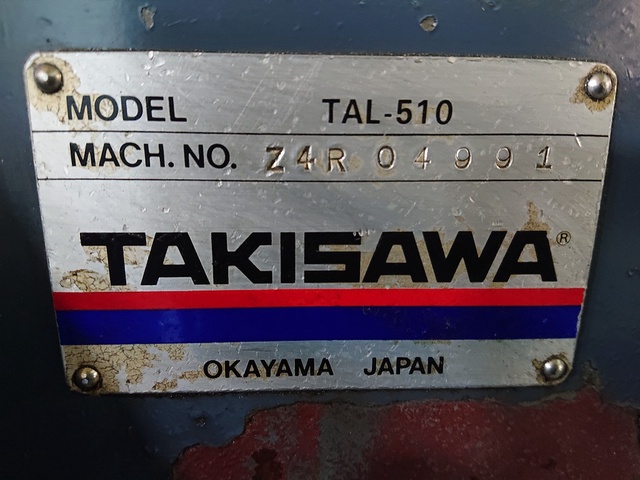 MODEL TAL-510
MACH. NO. Z4R 04991
TAKISAWA®
OKAYAMA JAPAN